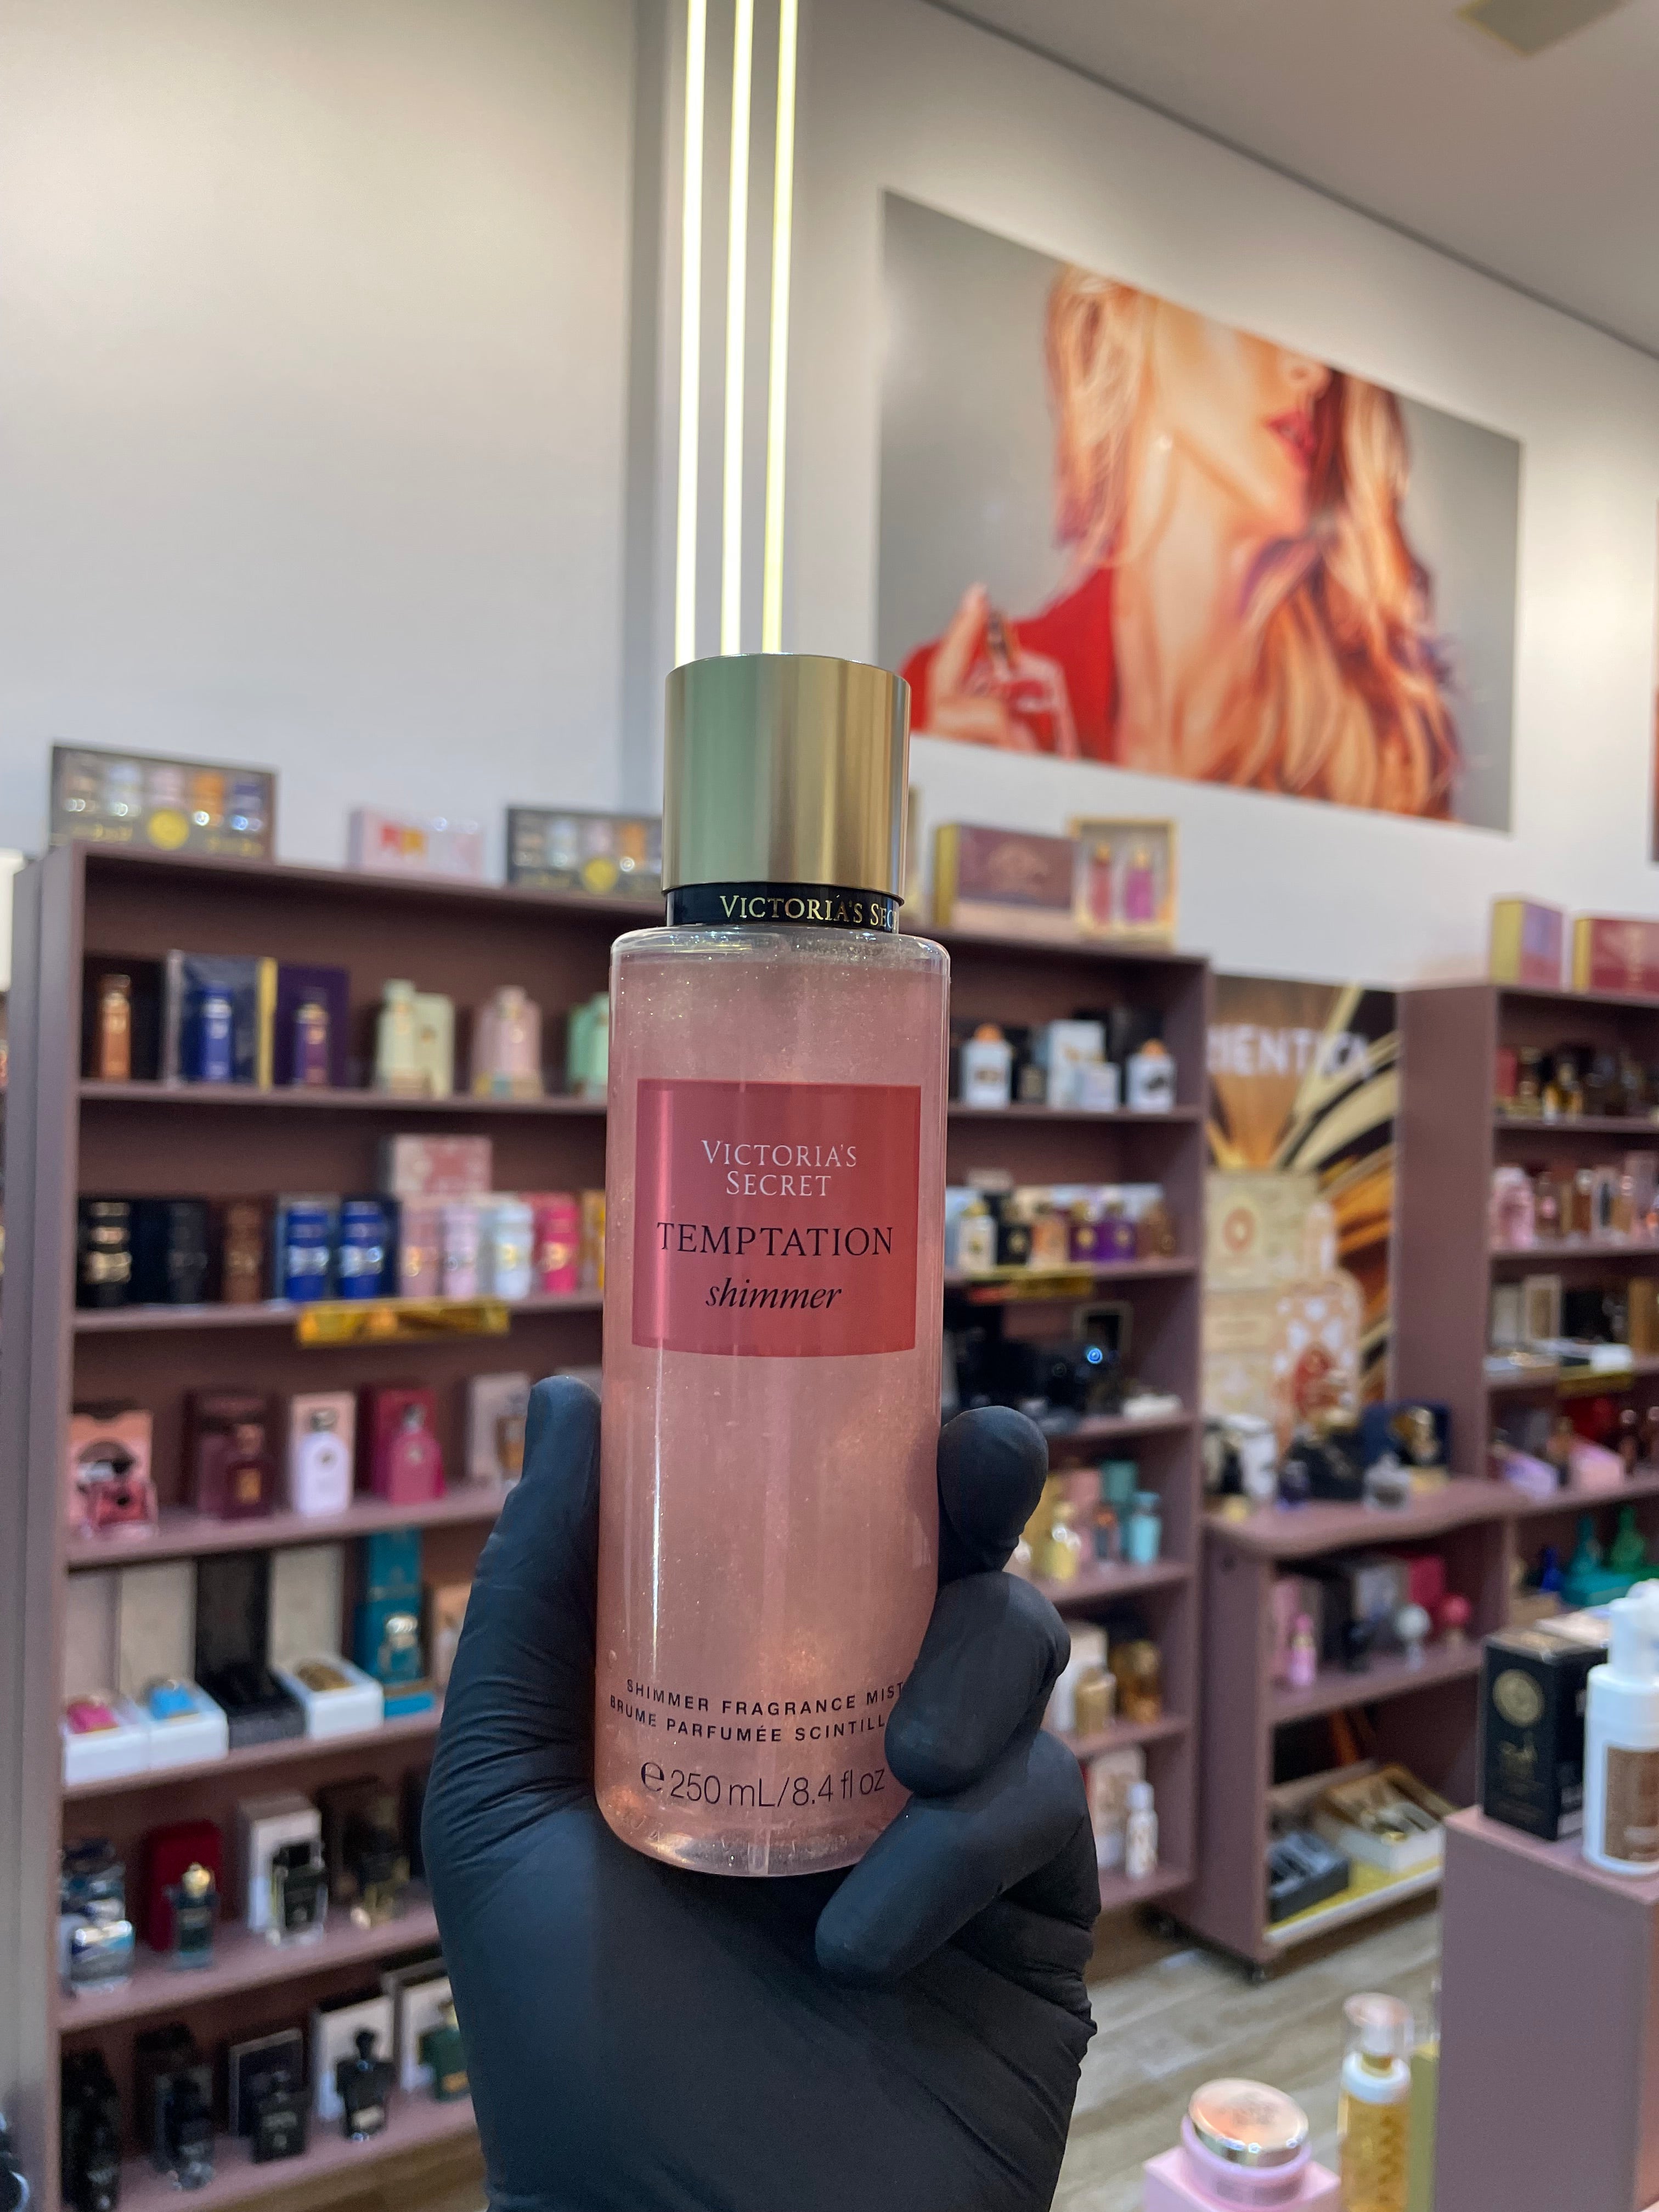 VICTORIA'S SEC
VICTORIA'S
SECRET
TEMPTATION
shimmer
SHIMMER FRAGRANCE MIST
BRUME PARFUMÉE SCINTILL
℮ 250 mL/8.4 fl oz